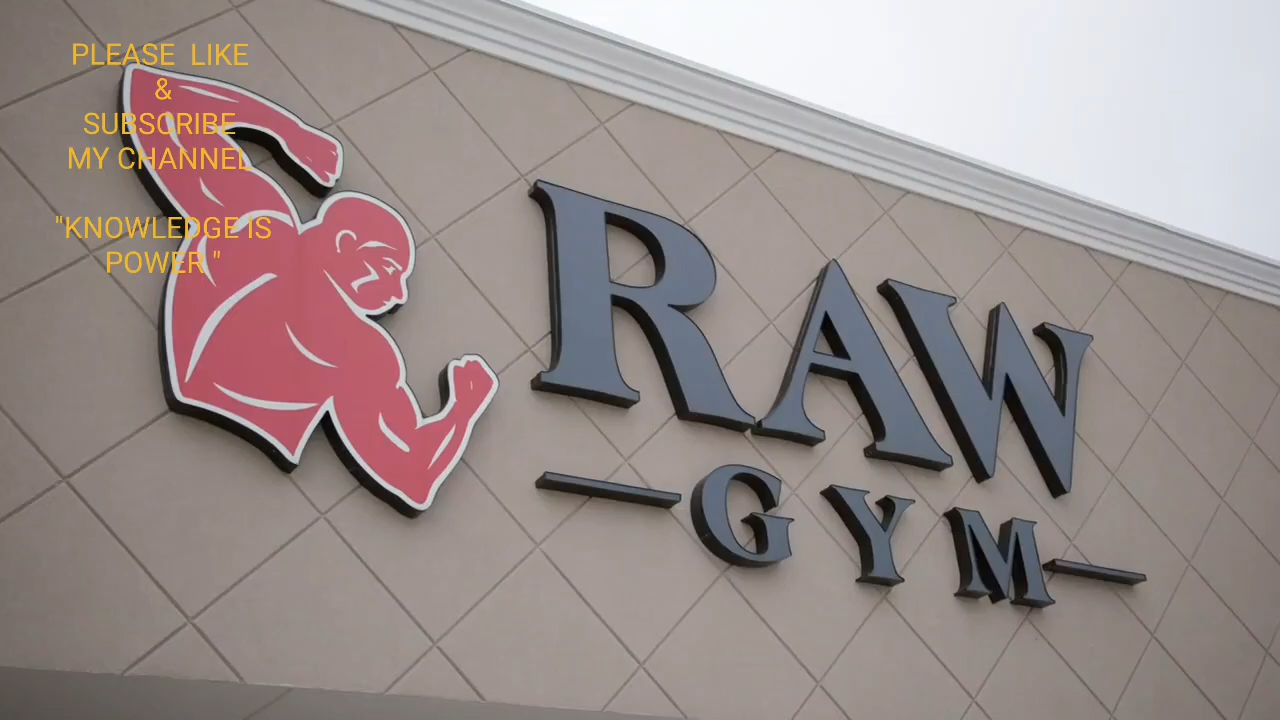 PLEASE LIKE
&
SUBSCRIBE
MY CHANNEL
"KNOWLEDGE IS
POWER "
RAW
GYM